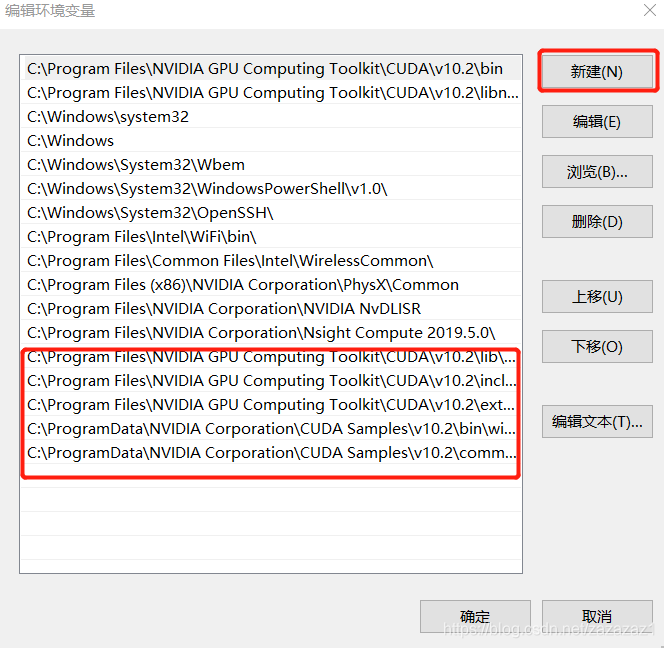 编辑环境变量
C:\Program Files\NVIDIA GPU Computing Toolkit\CUDA\v10.2\bin
新建(N)
C:\Program Files\NVIDIA GPU Computing Toolkit\CUDA\v10.2\libn...
C:\Windows\system32
编辑(E)
C:\Windows
C:\Windows\System32\Wbem
浏览(B)...
C:\Windows\System32\WindowsPowerShell\v1.0\
C:\Windows\System32\OpenSSH\
删除(D)
C:\Program Files\Intel\WiFi\bin\
C:\Program Files\Common Files\Intel\WirelessCommon\
C:\Program Files (x86)\NVIDIA Corporation\PhysX\Common
上移(U)
C:\Program Files\NVIDIA Corporation\NVIDIA NvDLISR
C:\Program Files\NVIDIA Corporation\Nsight Compute 2019.5.0\
下移(O)
C:\Program Files\NVIDIA GPU Computing Toolkit\CUDA\v10.2\lib\...
C:\Program Files\NVIDIA GPU Computing Toolkit\CUDA\v10.2\incl...
C:\Program Files\NVIDIA GPU Computing Toolkit\CUDA\v10.2\ext...
编辑文本(T)...
C:\ProgramData\NVIDIA Corporation\CUDA Samples\v10.2\bin\wi...
C:\ProgramData\NVIDIA Corporation\CUDA Samples\v10.2\comm...
确定
取消
https://blog.csdn.net/zazazaz1